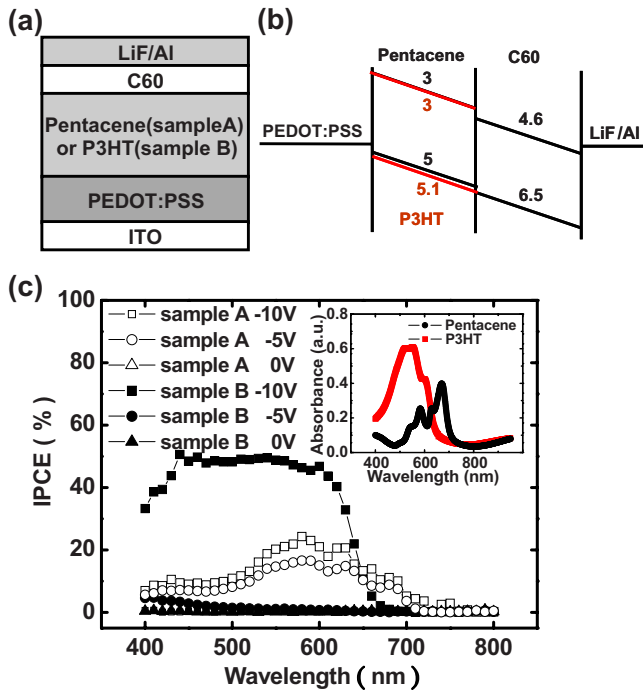 (a)
LiF/Al
C60
Pentacene(sampleA)
or P3HT(sample B)
PEDOT:PSS
ITO
(b)
Pentacene
C60
3
3
4.6
PEDOT:PSS
LiF/Al
5
5.1
6.5
P3HT
(c)
100
80
60
40
20
0
IPCE ( % )
sample A -10V
sample A -5V
sample A 0V
sample B -10V
sample B -5V
sample B 0V
400 500 600 700 800
Wavelength ( nm )
0.8
0.6
0.4
0.2
0.0
Absorbance (a.u.)
Pentacene
P3HT
400 600 800
Wavelength (nm)